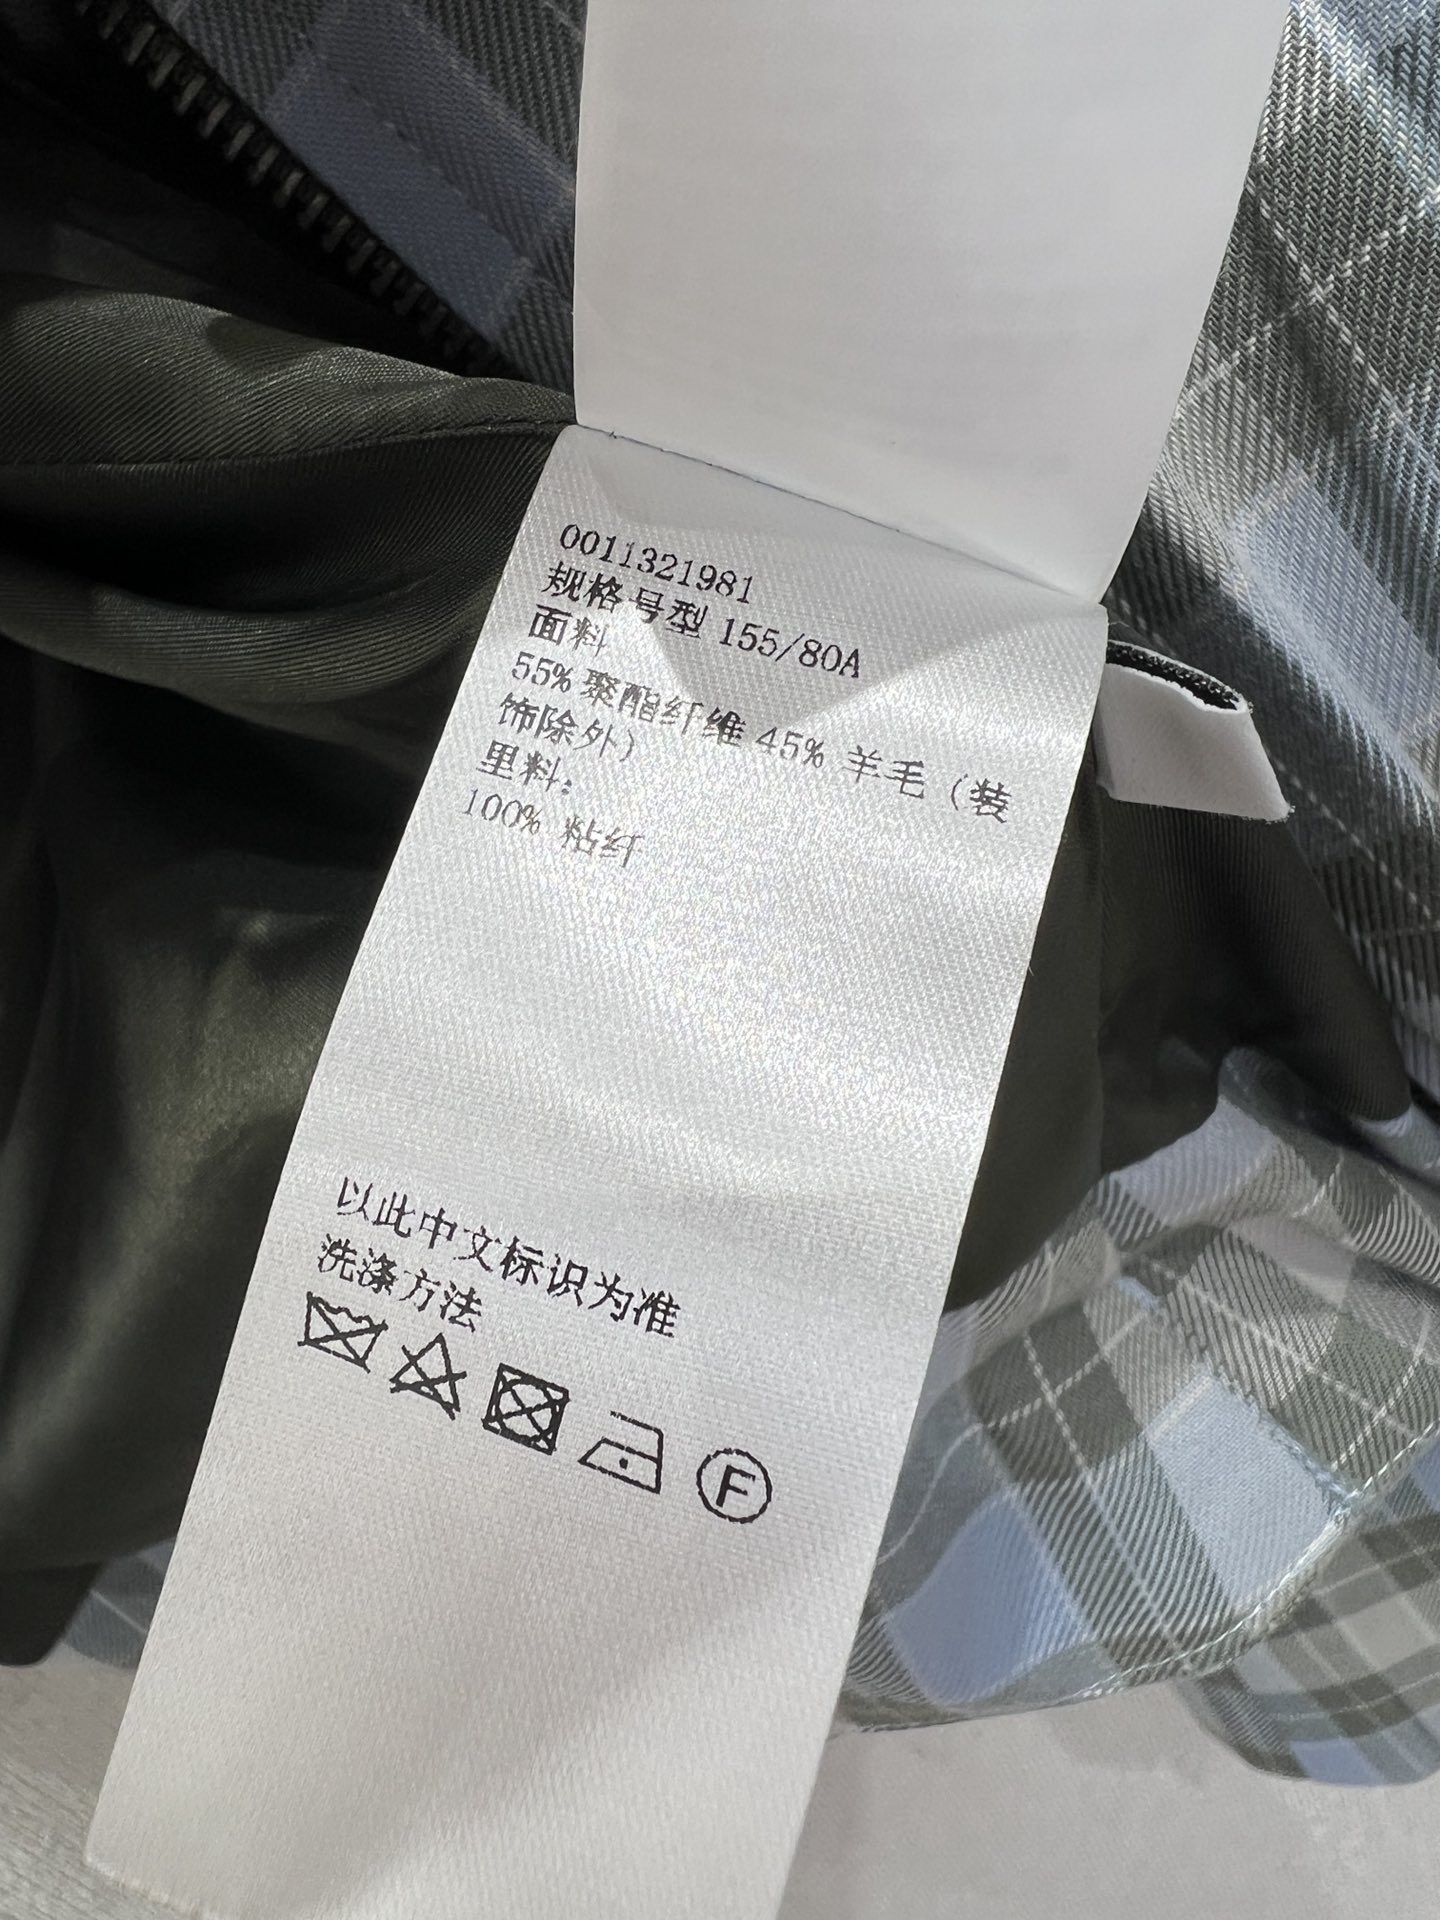 0011321981
规格号型 155/80A
面料
55% 聚酯纤维 45% 羊毛（装
饰除外）
里料：
100% 粘纤
以此中文标识为准
洗涤方法
F